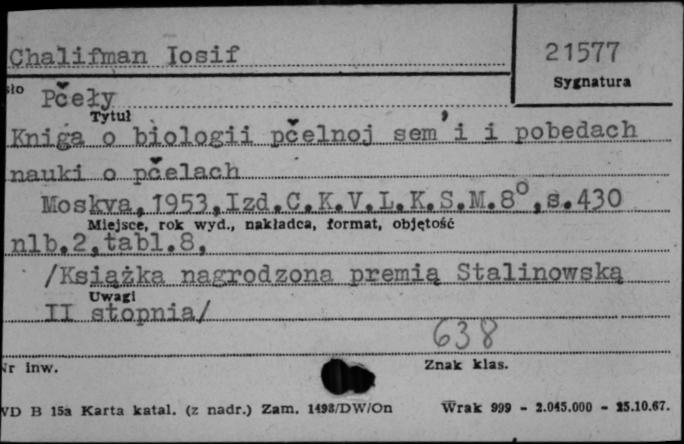 Chalifman Iosif
21577
Sygnatura
Pčeły
Tytuł
Kniga o biologii pčelnoj sem'i i pobedach
nauki o pčelach
Moskva, 1953, Izd.C.K.V.L.K.S.M. 8°, s.430
Miejsce, rok wyd., nakładca, format, objętość
nlb.2, tabl.8,
/Książka nagrodzona premią Stalinowską
Uwagi
II stopnia/
638
Nr inw.
Znak klas.
VD B 15a Karta katal. (z nadr.) Zam. 1498/DW/On
Wrak 999 - 2.045.000 - 25.10.67.